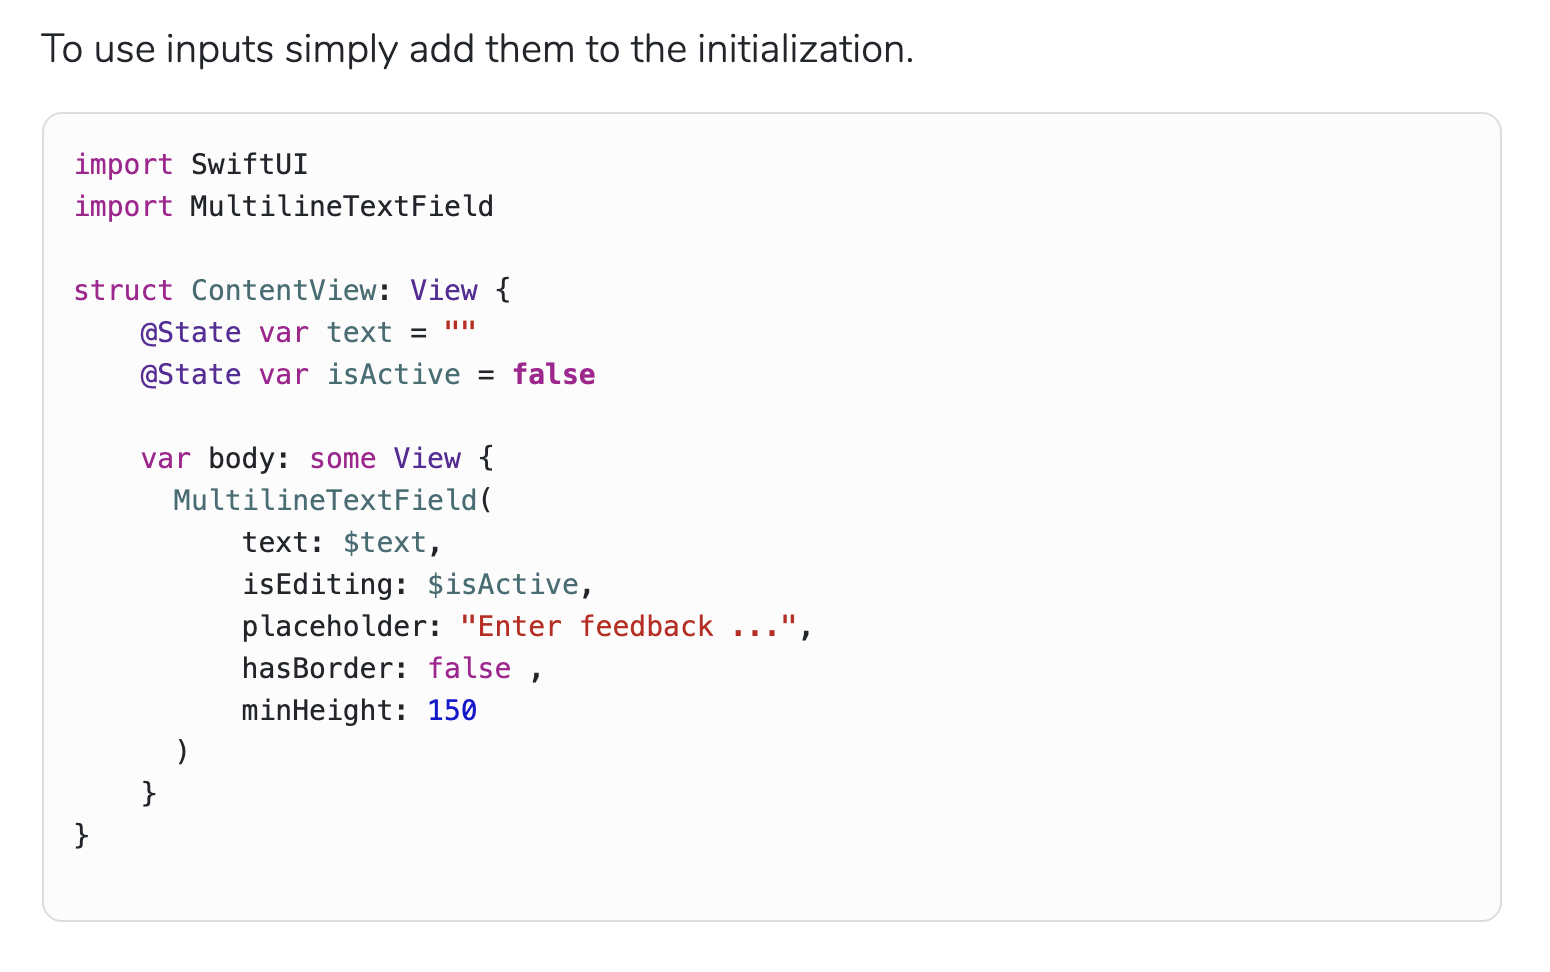 To use inputs simply add them to the initialization.
import SwiftUI
import MultilineTextField

struct ContentView: View {
    @State var text = ""
    @State var isActive = false

    var body: some View {
      MultilineTextField(
          text: $text,
          isEditing: $isActive,
          placeholder: "Enter feedback ...",
          hasBorder: false ,
          minHeight: 150
      )
    }
}